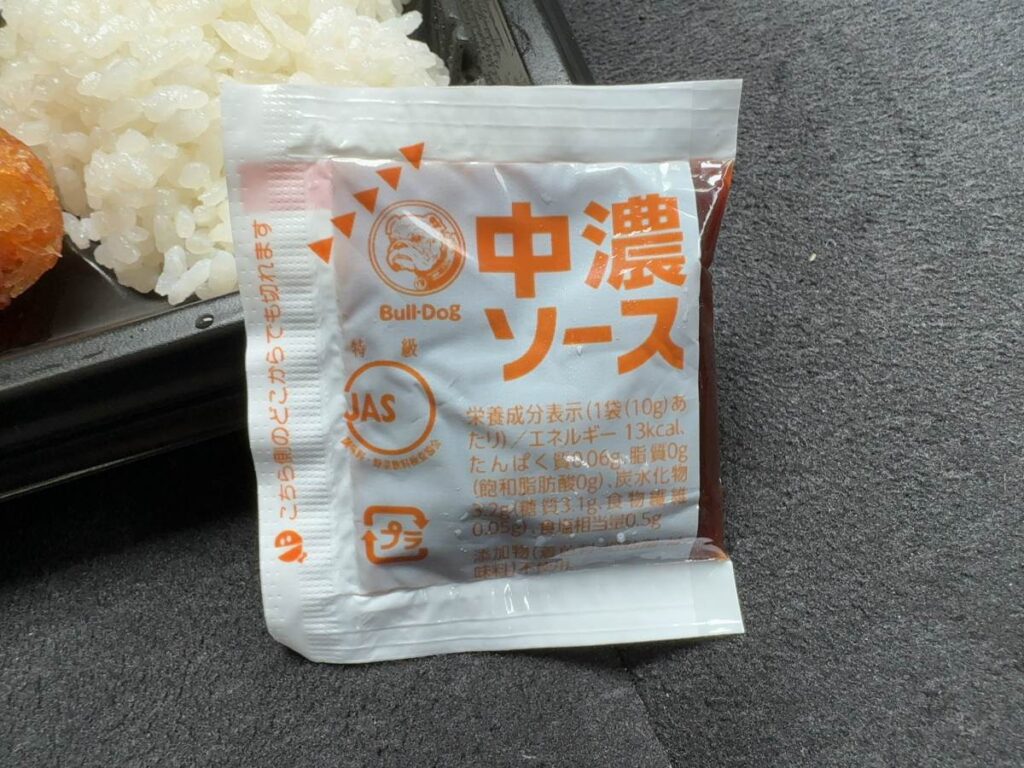 こちら側のどこからでも切れます
Bull-Dog
中濃
ソース
特級
JAS
プラ
栄養成分表示(1袋(10g)あ
たり)/エネルギー 13kcal、
たんぱく質0.06g、脂質0g
(飽和脂肪酸0g)、炭水化物
3.2g(糖質3.1g、食物繊維
0.05g)、食塩相当量0.5g
添加物